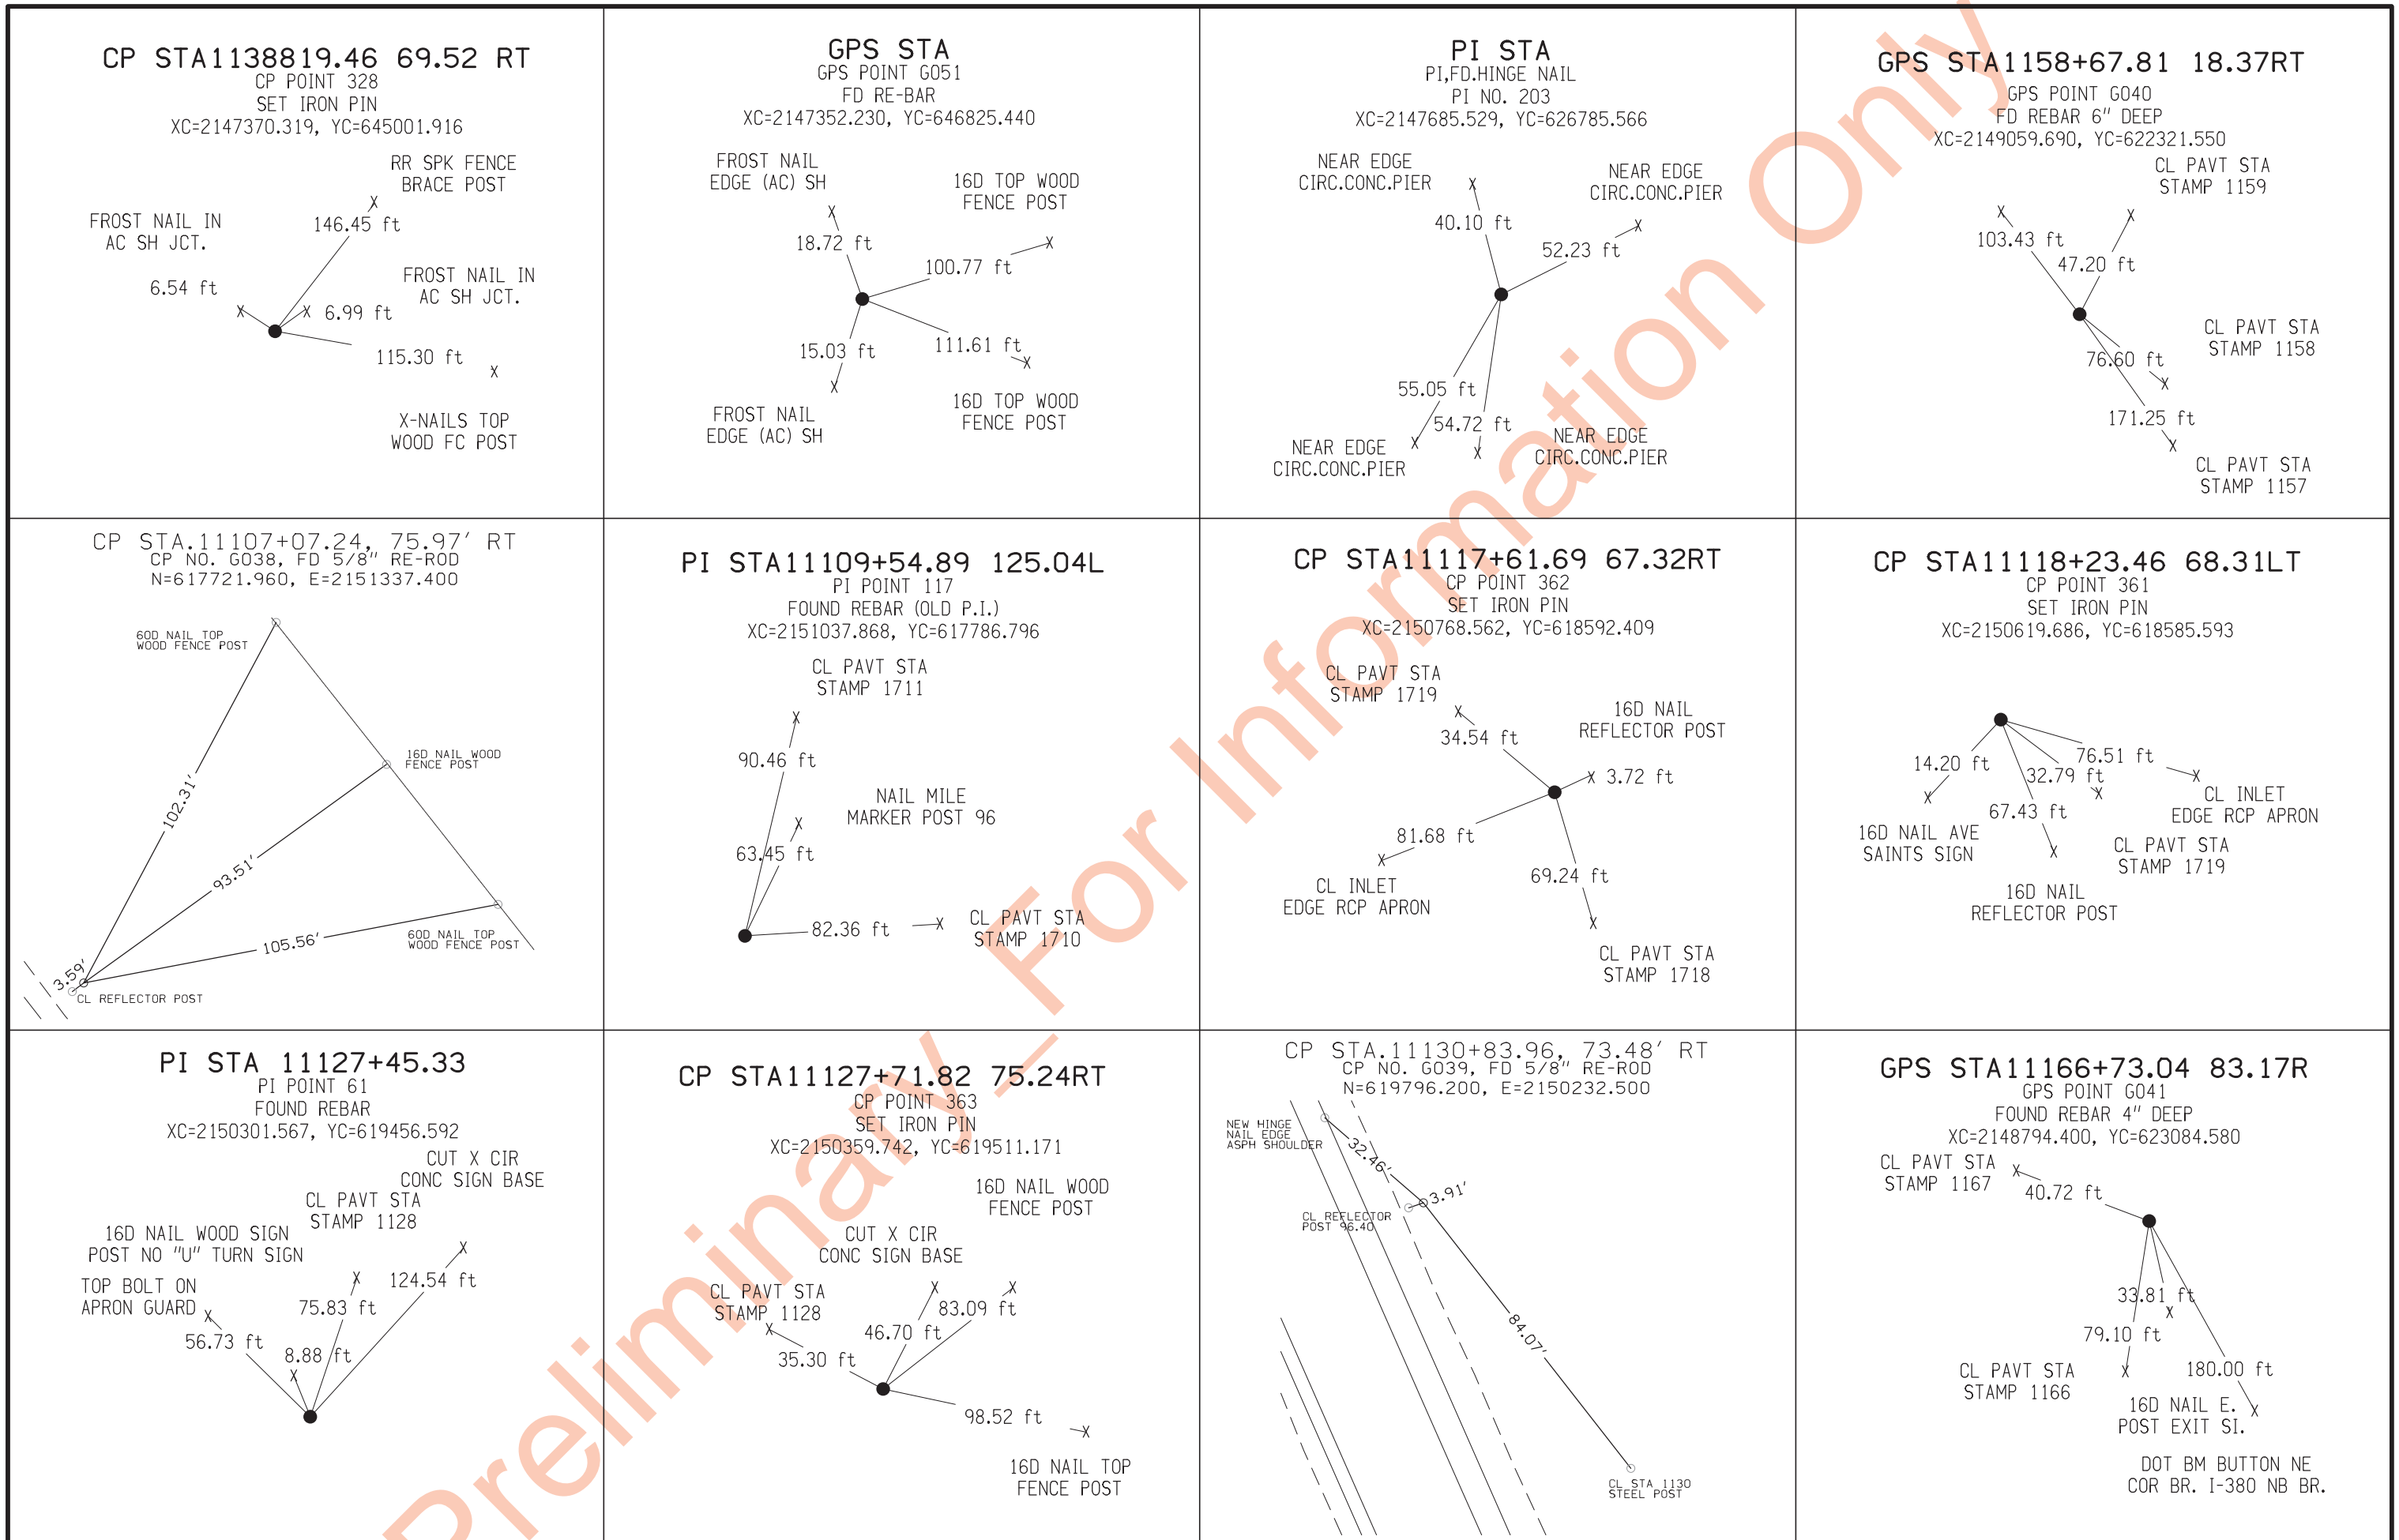 CP STA1138819.46 69.52 RT
CP POINT 328
SET IRON PIN
XC=2147370.319, YC=645001.916
RR SPK FENCE
BRACE POST
FROST NAIL IN
AC SH JCT.
146.45 ft
FROST NAIL IN
AC SH JCT.
6.54 ft
6.99 ft
115.30 ft
X-NAILS TOP
WOOD FC POST
GPS STA
GPS POINT G051
FD RE-BAR
XC=2147352.230, YC=646825.440
FROST NAIL
EDGE (AC) SH
16D TOP WOOD
FENCE POST
18.72 ft
100.77 ft
15.03 ft
111.61 ft
FROST NAIL
EDGE (AC) SH
16D TOP WOOD
FENCE POST
PI STA
PI,FD.HINGE NAIL
PI NO. 203
XC=2147685.529, YC=626785.566
NEAR EDGE
CIRC.CONC.PIER
NEAR EDGE
CIRC.CONC.PIER
40.10 ft
52.23 ft
55.05 ft
54.72 ft
NEAR EDGE
CIRC.CONC.PIER
NEAR EDGE
CIRC.CONC.PIER
GPS STA1158+67.81 18.37RT
GPS POINT G040
FD REBAR 6" DEEP
XC=2149059.690, YC=622321.550
CL PAVT STA
STAMP 1159
103.43 ft
47.20 ft
CL PAVT STA
STAMP 1158
76.60 ft
171.25 ft
CL PAVT STA
STAMP 1157
CP STA.11107+07.24, 75.97' RT
CP NO. G038, FD 5/8" RE-ROD
N=617721.960, E=2151337.400
60D NAIL TOP
WOOD FENCE POST
16D NAIL WOOD
FENCE POST
102.31'
93.51'
105.56'
60D NAIL TOP
WOOD FENCE POST
3.59'
CL REFLECTOR POST
PI STA11109+54.89 125.04L
PI POINT 117
FOUND REBAR (OLD P.I.)
XC=2151037.868, YC=617786.796
CL PAVT STA
STAMP 1711
90.46 ft
NAIL MILE
MARKER POST 96
63.45 ft
82.36 ft
CL PAVT STA
STAMP 1710
CP STA11117+61.69 67.32RT
CP POINT 362
SET IRON PIN
XC=2150768.562, YC=618592.409
CL PAVT STA
STAMP 1719
16D NAIL
REFLECTOR POST
34.54 ft
3.72 ft
81.68 ft
69.24 ft
CL INLET
EDGE RCP APRON
CL PAVT STA
STAMP 1718
CP STA11118+23.46 68.31LT
CP POINT 361
SET IRON PIN
XC=2150619.686, YC=618585.593
14.20 ft
76.51 ft
32.79 ft
67.43 ft
CL INLET
EDGE RCP APRON
16D NAIL AVE
SAINTS SIGN
CL PAVT STA
STAMP 1719
16D NAIL
REFLECTOR POST
PI STA 11127+45.33
PI POINT 61
FOUND REBAR
XC=2150301.567, YC=619456.592
CUT X CIR
CONC SIGN BASE
CL PAVT STA
STAMP 1128
16D NAIL WOOD SIGN
POST NO "U" TURN SIGN
TOP BOLT ON
APRON GUARD
124.54 ft
75.83 ft
56.73 ft
8.88 ft
CP STA11127+71.82 75.24RT
CP POINT 363
SET IRON PIN
XC=2150359.742, YC=619511.171
16D NAIL WOOD
FENCE POST
CUT X CIR
CONC SIGN BASE
CL PAVT STA
STAMP 1128
83.09 ft
46.70 ft
35.30 ft
98.52 ft
16D NAIL TOP
FENCE POST
CP STA.11130+83.96, 73.48' RT
CP NO. G039, FD 5/8" RE-ROD
N=619796.200, E=2150232.500
NEW HINGE
NAIL EDGE
ASPH SHOULDER
32.46'
3.91'
CL REFLECTOR
POST 96.40
84.07'
CL STA 1130
STEEL POST
GPS STA11166+73.04 83.17R
GPS POINT G041
FOUND REBAR 4" DEEP
XC=2148794.400, YC=623084.580
CL PAVT STA
STAMP 1167
40.72 ft
33.81 ft
79.10 ft
180.00 ft
CL PAVT STA
STAMP 1166
16D NAIL E.
POST EXIT SI.
DOT BM BUTTON NE
COR BR. I-380 NB BR.
Preliminary_For Information Only